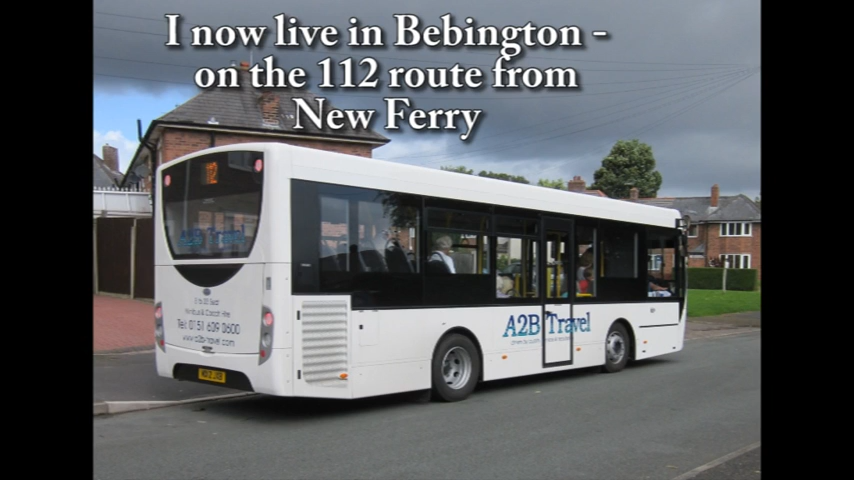 I now live in Bebington -
on the 112 route from
New Ferry
112
A2B Travel
Tel: 0151 609 0600
www.a2b-travel.com
A2B Travel